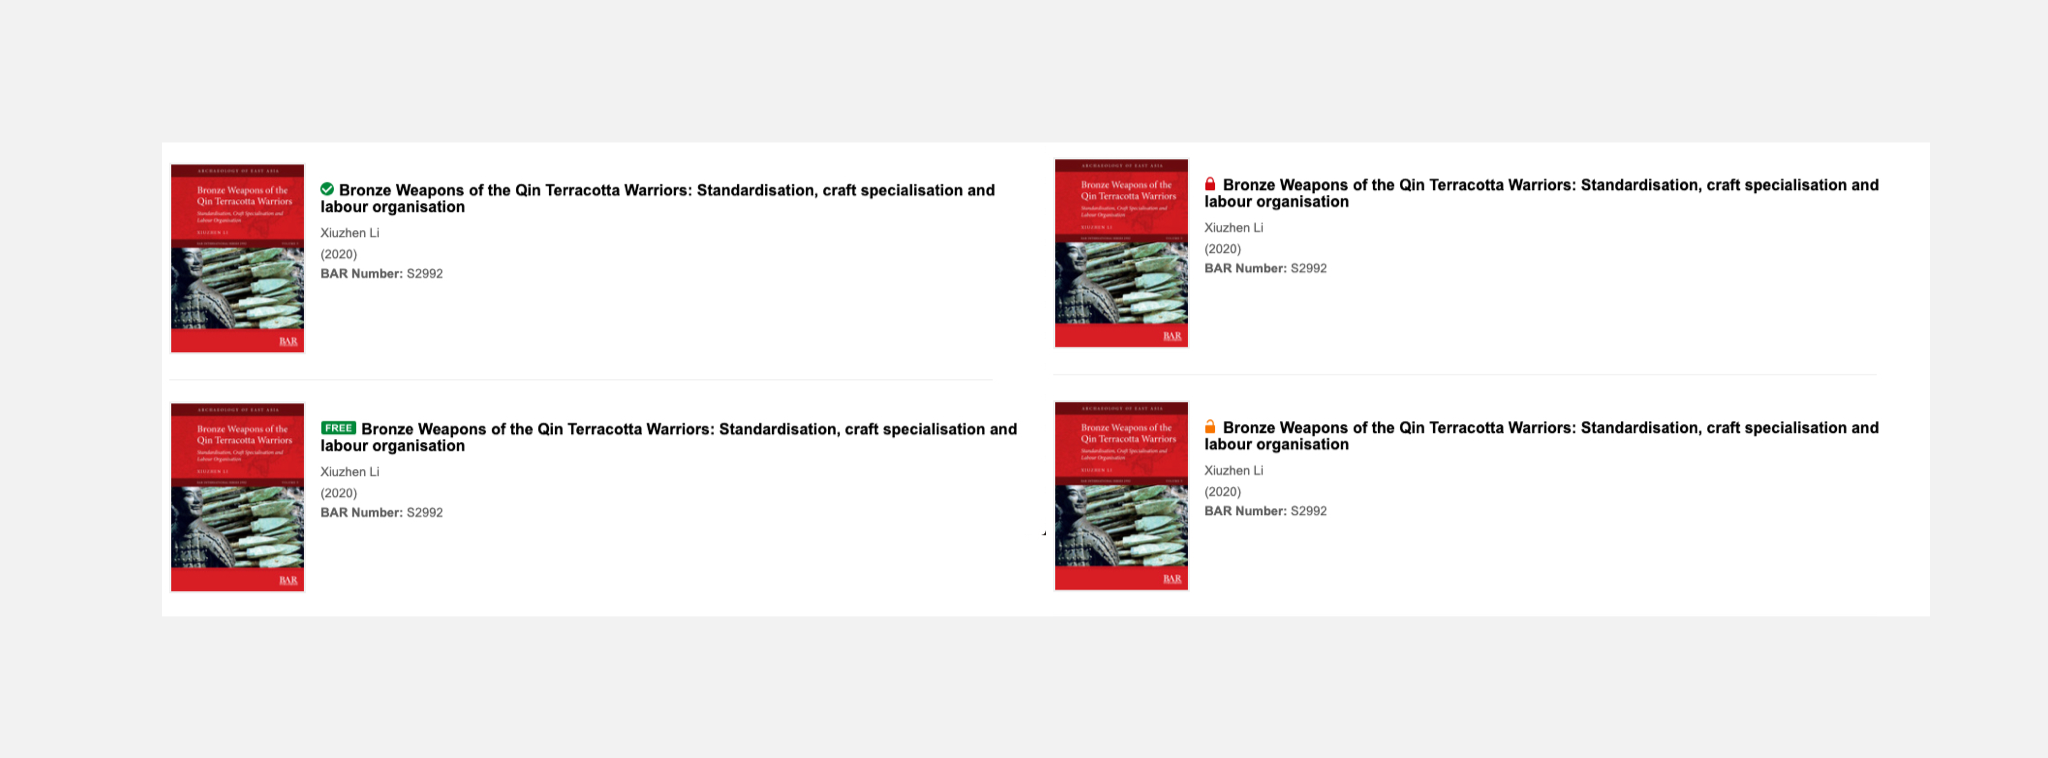 ARCHAEOLOGY OF EAST ASIA
Bronze Weapons of the
Qin Terracotta Warriors
Standardisation, Craft Specialisation and
Labour Organisation
XIUZHEN LI
BAR
Bronze Weapons of the Qin Terracotta Warriors: Standardisation, craft specialisation and
labour organisation
Xiuzhen Li
(2020)
BAR Number: S2992
ARCHAEOLOGY OF EAST ASIA
Bronze Weapons of the
Qin Terracotta Warriors
Standardisation, Craft Specialisation and
Labour Organisation
XIUZHEN LI
BAR
Bronze Weapons of the Qin Terracotta Warriors: Standardisation, craft specialisation and
labour organisation
Xiuzhen Li
(2020)
BAR Number: S2992
ARCHAEOLOGY OF EAST ASIA
Bronze Weapons of the
Qin Terracotta Warriors
Standardisation, Craft Specialisation and
Labour Organisation
XIUZHEN LI
BAR
FREE Bronze Weapons of the Qin Terracotta Warriors: Standardisation, craft specialisation and
labour organisation
Xiuzhen Li
(2020)
BAR Number: S2992
ARCHAEOLOGY OF EAST ASIA
Bronze Weapons of the
Qin Terracotta Warriors
Standardisation, Craft Specialisation and
Labour Organisation
XIUZHEN LI
BAR
Bronze Weapons of the Qin Terracotta Warriors: Standardisation, craft specialisation and
labour organisation
Xiuzhen Li
(2020)
BAR Number: S2992